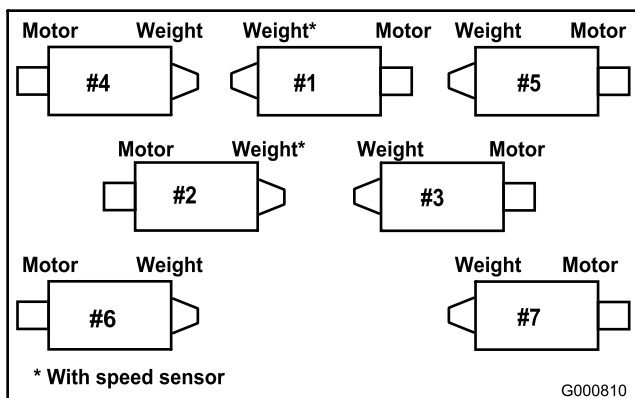 Motor Weight Weight* Motor Weight Motor
#4 #1 #5
Motor Weight* Weight Motor
#2 #3
Motor Weight Weight Motor
#6 #7
* With speed sensor
G000810